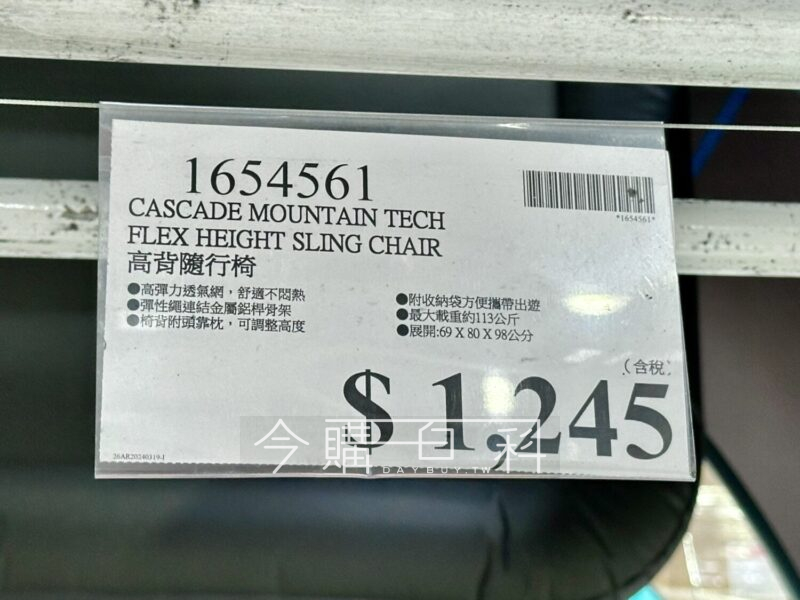 1654561
*1654561*
CASCADE MOUNTAIN TECH
FLEX HEIGHT SLING CHAIR
高背隨行椅
●高彈力透氣網，舒適不悶熱
●彈性繩連結金屬鋁桿骨架
●椅背附頭靠枕，可調整高度
●附收納袋方便攜帶出遊
●最大載重約113公斤
●展開:69 X 80 X 98公分
(含稅)
$ 1,245
26AR20240319-1
今購百科
DAYBUY.TW